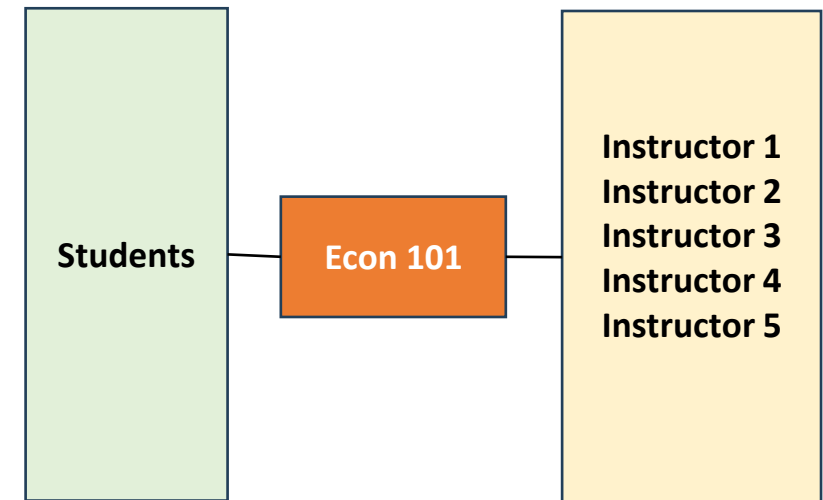 Students
Econ 101
Instructor 1
Instructor 2
Instructor 3
Instructor 4
Instructor 5